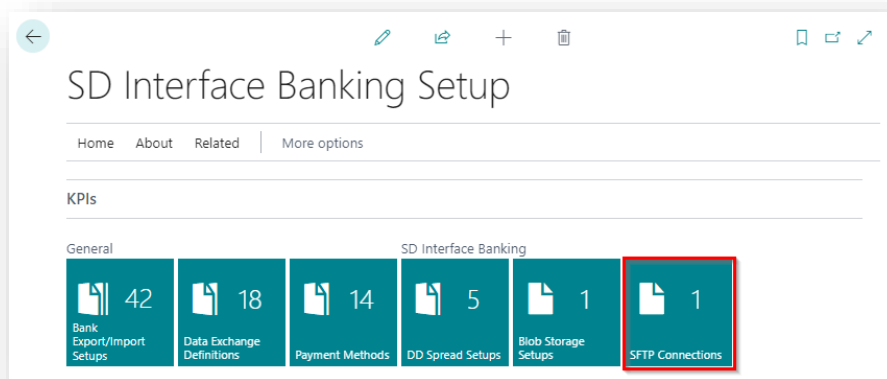 SD Interface Banking Setup
Home About Related More options
KPIs
General SD Interface Banking
42 18 14 5 1 1
Bank
Export/Import
Setups
Data Exchange
Definitions
Payment Methods
DD Spread Setups
Blob Storage
Setups
SFTP Connections